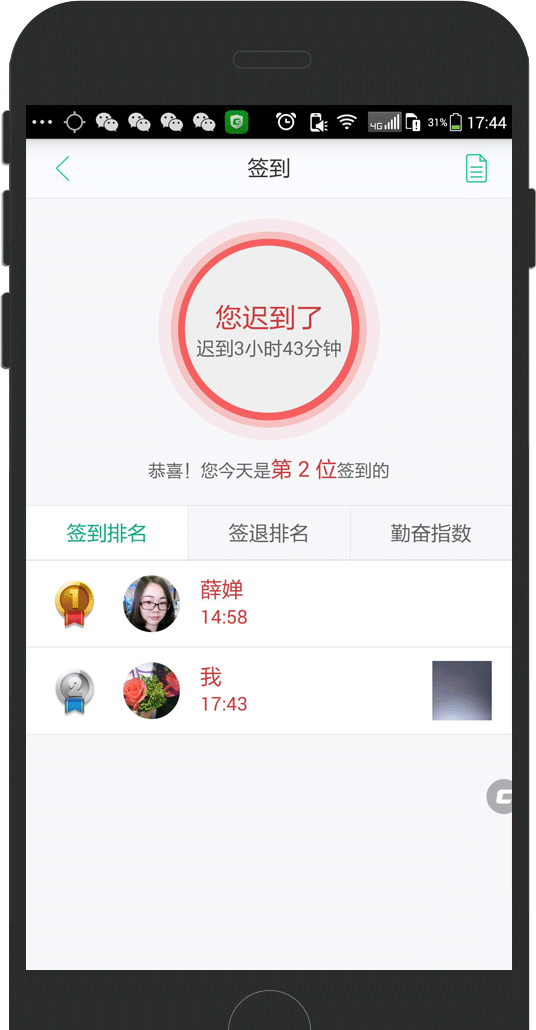 4G 31% 17:44
签到
您迟到了
迟到3小时43分钟
恭喜！您今天是第 2 位签到的
签到排名 签退排名 勤奋指数
1 薛婵
14:58
2 我
17:43